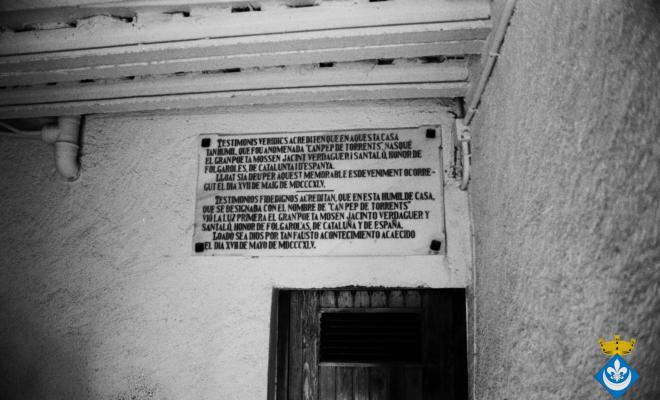 TESTIMONIS VERIDICS ACREDITEN QUE EN AQUESTA CASA
TAN HUMIL, QUE FOU ANOMENADA "CAN PEP DE TORRENTS", NASQUÉ
EL GRAN POETA MOSSEN JACINT VERDAGUER I SANTALÓ, HONOR DE
FOLGAROLES, DE CATALUNYA I D'ESPANYA.
LLOAT SIA DEU PER AQUEST MEMORABLE ESDEVENIMENT OCORRE-
GUT EL DIA XVII DE MAIG DE MDCCCXLV.
TESTIMONIOS FIDEDIGNOS ACREDITAN, QUE EN ESTA HUMILDE CASA,
QUE SE DESIGNABA CON EL NOMBRE DE "CAN PEP DE TORRENTS"
VIÓ LA LUZ PRIMERA EL GRAN POETA MOSEN JACINTO VERDAGUER Y
SANTALÓ, HONOR DE FOLGAROLAS, DE CATALUÑA Y DE ESPAÑA.
LOADO SEA DIOS POR TAN FAUSTO ACONTECIMIENTO ACAECIDO
EL DIA XVII DE MAYO DE MDCCCXLV.